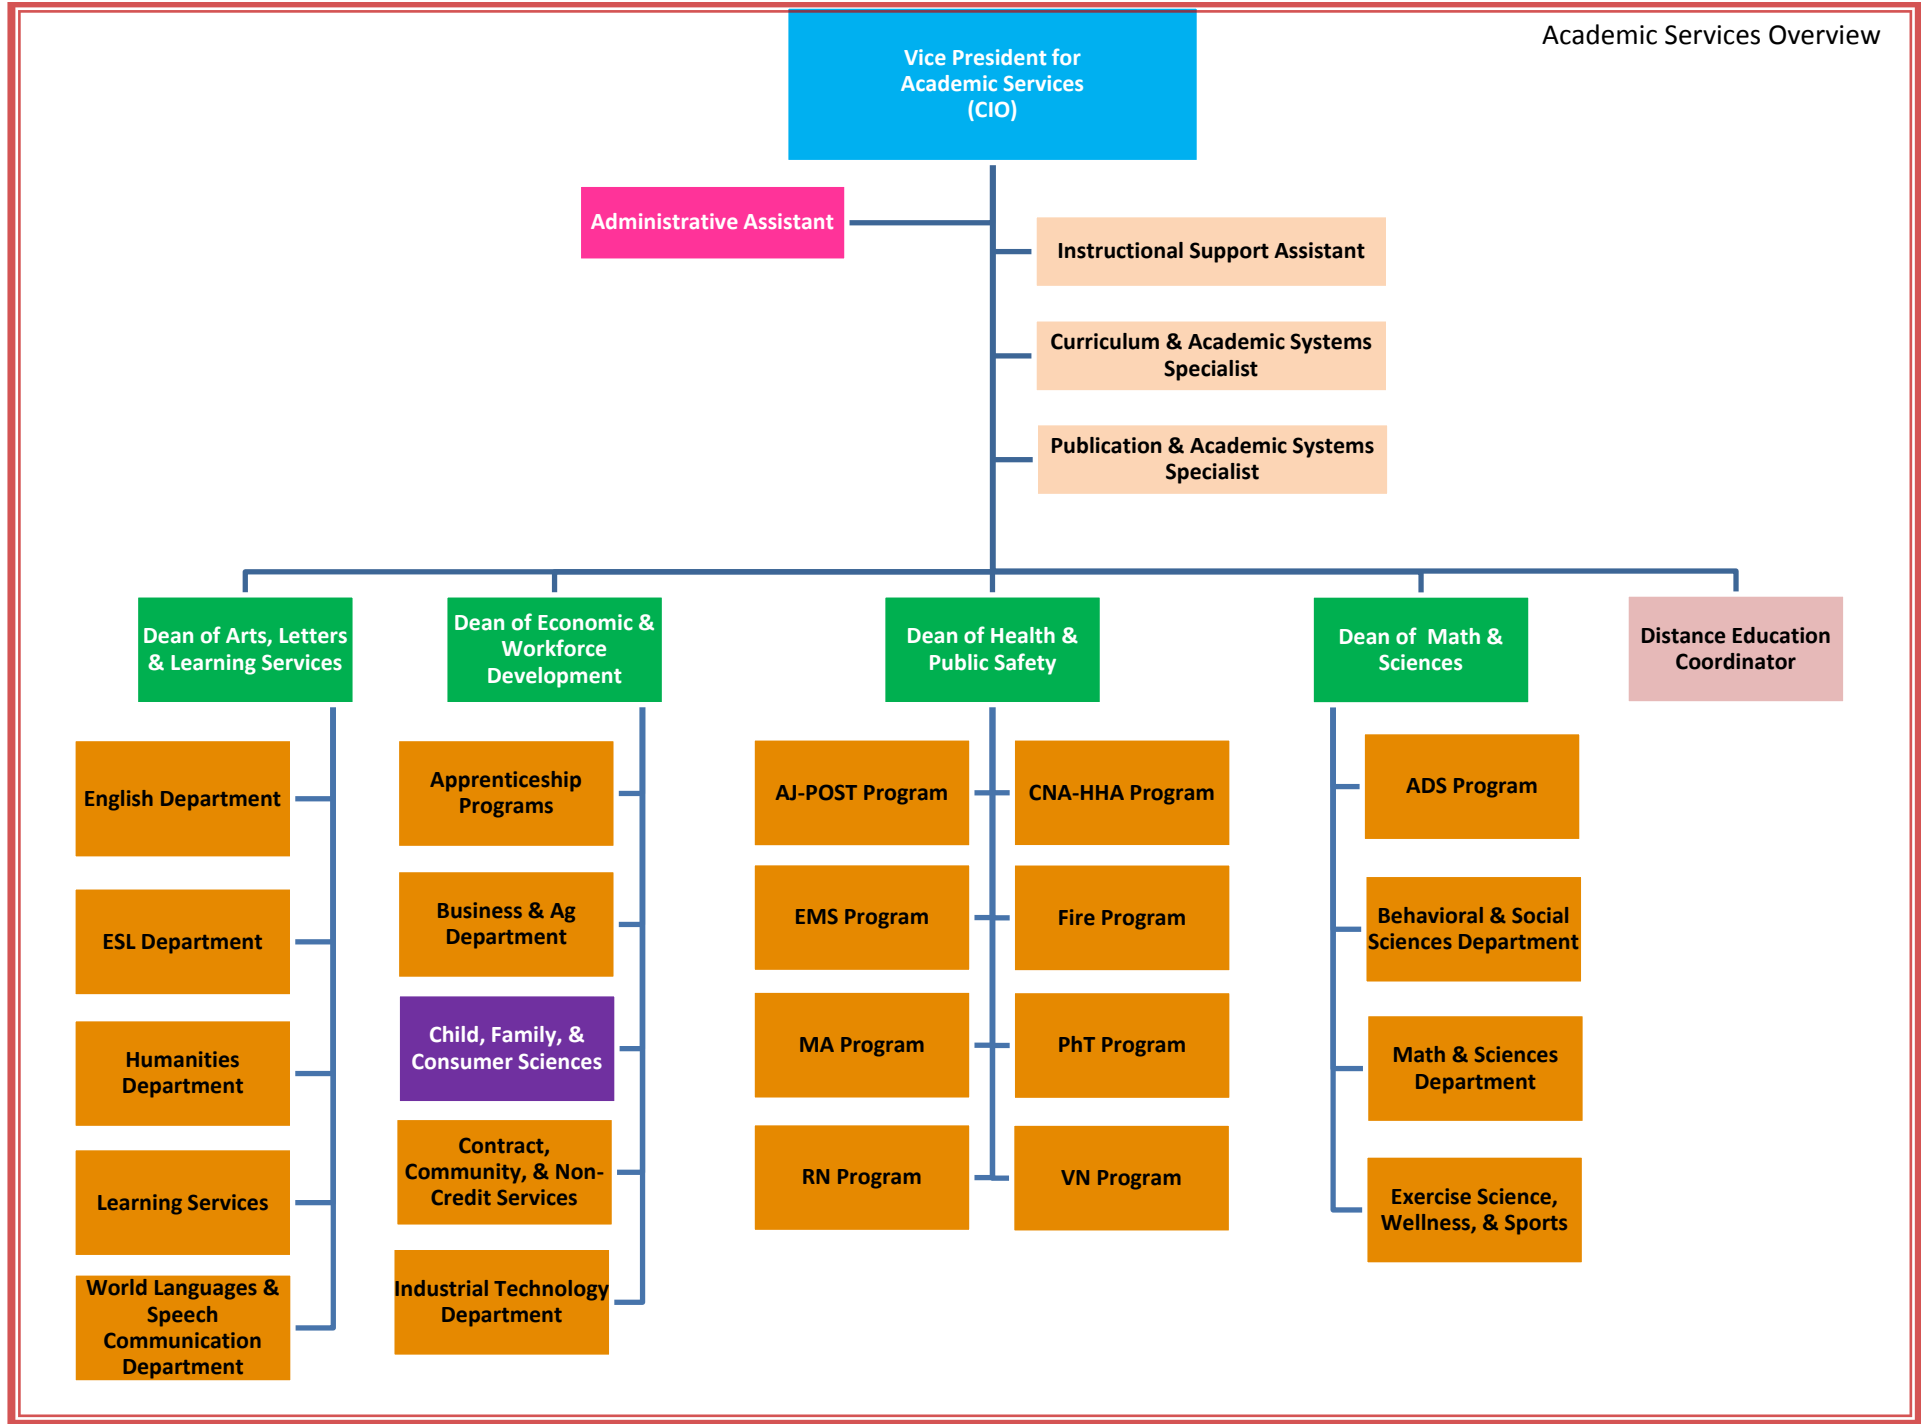 Academic Services Overview
Vice President for
Academic Services
(CIO)
Administrative Assistant
Instructional Support Assistant
Curriculum & Academic Systems
Specialist
Publication & Academic Systems
Specialist
Dean of Arts, Letters
& Learning Services
Dean of Economic &
Workforce
Development
Dean of Health &
Public Safety
Dean of  Math &
Sciences
Distance Education
Coordinator
English Department
ESL Department
Humanities
Department
Learning Services
World Languages &
Speech
Communication
Department
Apprenticeship
Programs
Business & Ag
Department
Child, Family, &
Consumer Sciences
Contract,
Community, & Non-
Credit Services
Industrial Technology
Department
AJ-POST Program
CNA-HHA Program
EMS Program
Fire Program
MA Program
PhT Program
RN Program
VN Program
ADS Program
Behavioral & Social
Sciences Department
Math & Sciences
Department
Exercise Science,
Wellness, & Sports